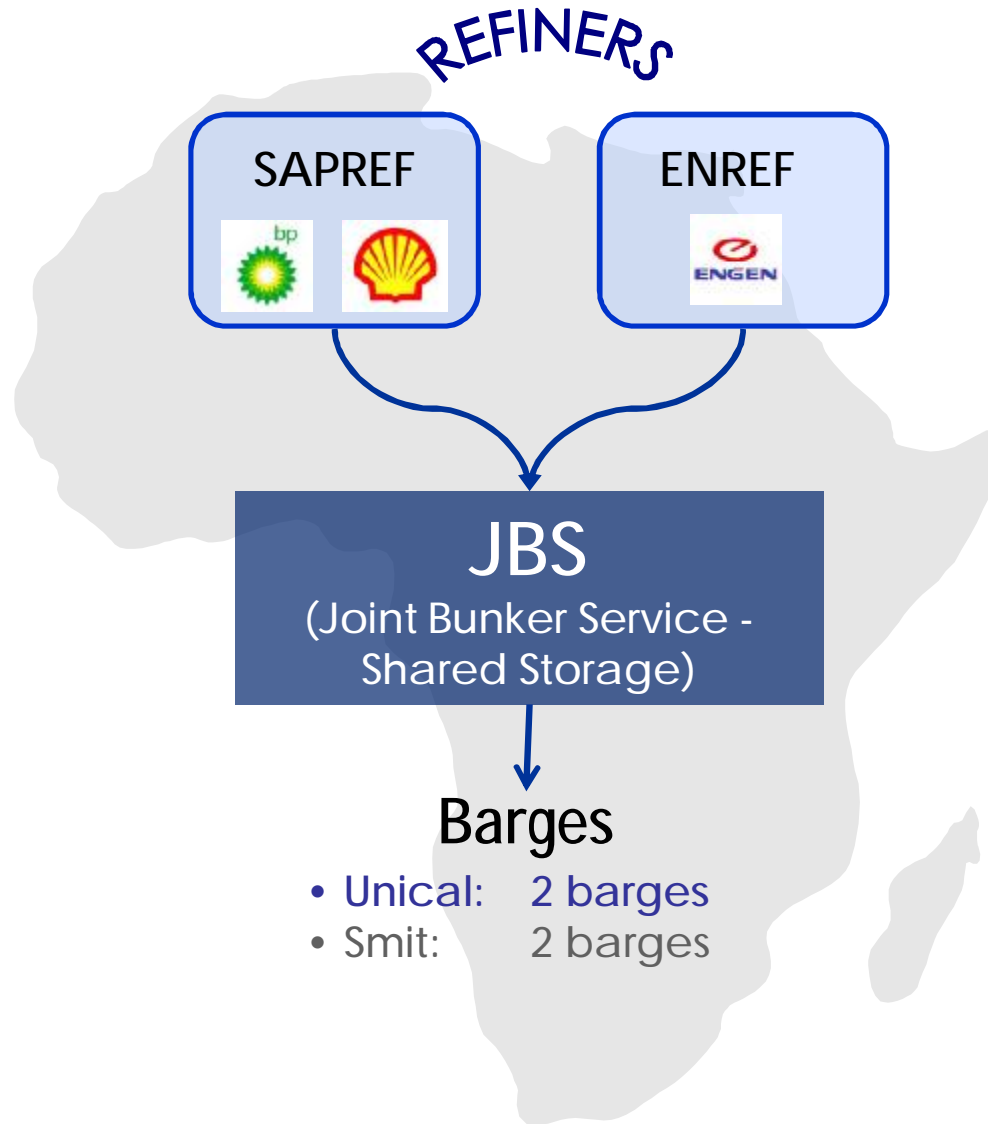 REFINERS
SAPREF
ENREF
bp
ENGEN
JBS
(Joint Bunker Service -
Shared Storage)
Barges
• Unical: 2 barges
• Smit: 2 barges